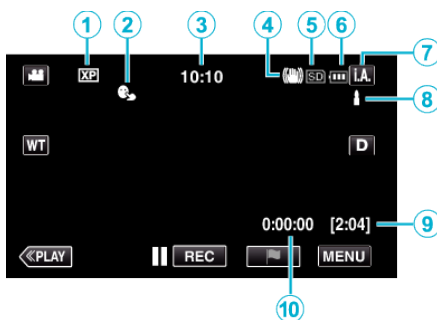 1 2 3 4 5 6
XP 10:10 SD i.A. 7
8
WT D
0:00:00 [2:04] 9
PLAY REC MENU
10